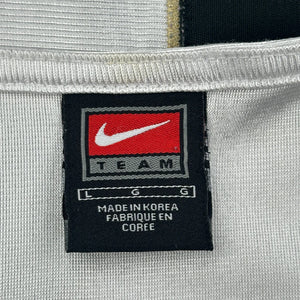 TEAM
L G G
MADE IN KOREA
FABRIQUE EN
COREE